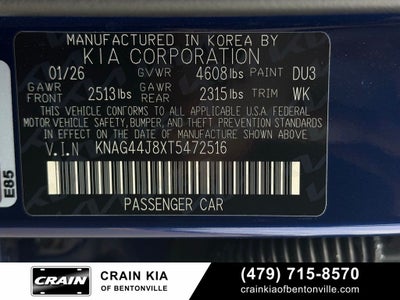 MANUFACTURED IN KOREA BY
KIA CORPORATION
01/26 GVWR 4608lbs PAINT DU3
GAWR FRONT 2513lbs GAWR REAR 2315lbs TRIM WK
THIS VEHICLE CONFORMS TO ALL APPLICABLE U.S.A. FEDERAL
MOTOR VEHICLE SAFETY, BUMPER, AND THEFT PREVENTION STANDARDS
IN EFFECT ON THE DATE OF MANUFACTURE SHOWN ABOVE.
V.I.N KNAG44J8XT5472516
PASSENGER CAR
E85
CRAIN
CRAIN KIA
OF BENTONVILLE
(479) 715-8570
crainkiaofbentonville.com